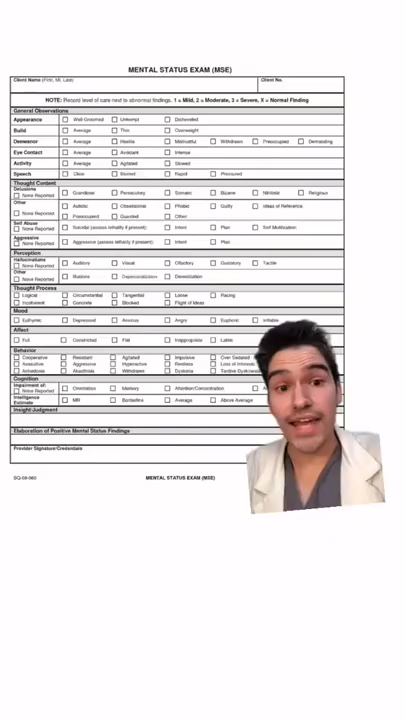 MENTAL STATUS EXAM (MSE)
Client Name (First, MI, Last) Client No.
NOTE: Record level of care next to abnormal findings. 1 = Mild, 2 = Moderate, 3 = Severe, X = Normal Finding
General Observations
Appearance Well-Groomed Unkempt Disheveled
Build Average Thin Overweight
Demeanor Average Hostile Mistrustful Withdrawn Preoccupied Demanding
Eye Contact Average Avoidant Intense
Activity Average Agitated Slowed
Speech Clear Slurred Rapid Pressured
Thought Content
Delusions
None Reported Grandiose Persecutory Somatic Bizarre Nihilist Religious
Other
None Reported Autistic Obsessional Phobic Guilty Ideas of Reference
Preoccupied Guarded Other:
Self Abuse
None Reported Suicidal (assess lethality if present) Intent Plan Self Mutilation
Aggressive
None Reported Aggressive (assess lethality if present) Intent Plan
Perception
Hallucinations
None Reported Auditory Visual Olfactory Gustatory Tactile
Other
None Reported Illusions Depersonalization Derealization
Thought Process
Logical Circumstantial Tangential Loose Racing
Incoherent Concrete Blocked Flight of Ideas
Mood
Euthymic Depressed Anxious Angry Euphoric Irritable
Affect
Full Constricted Flat Inappropriate Labile
Behavior
Cooperative Resistant Agitated Impulsive Over Sedated
Assaultive Aggressive Hyperactive Restless Loss of Interests
Withdrawn Dystonia Tardive Dyskinesia
Cognition
Impairment of:
None Reported Orientation Memory Attention/Concentration
Intelligence
Estimate MR Borderline Average Above Average
Insight/Judgment
Elaboration of Positive Mental Status Findings
Provider Signature/Credentials
MENTAL STATUS EXAM (MSE)